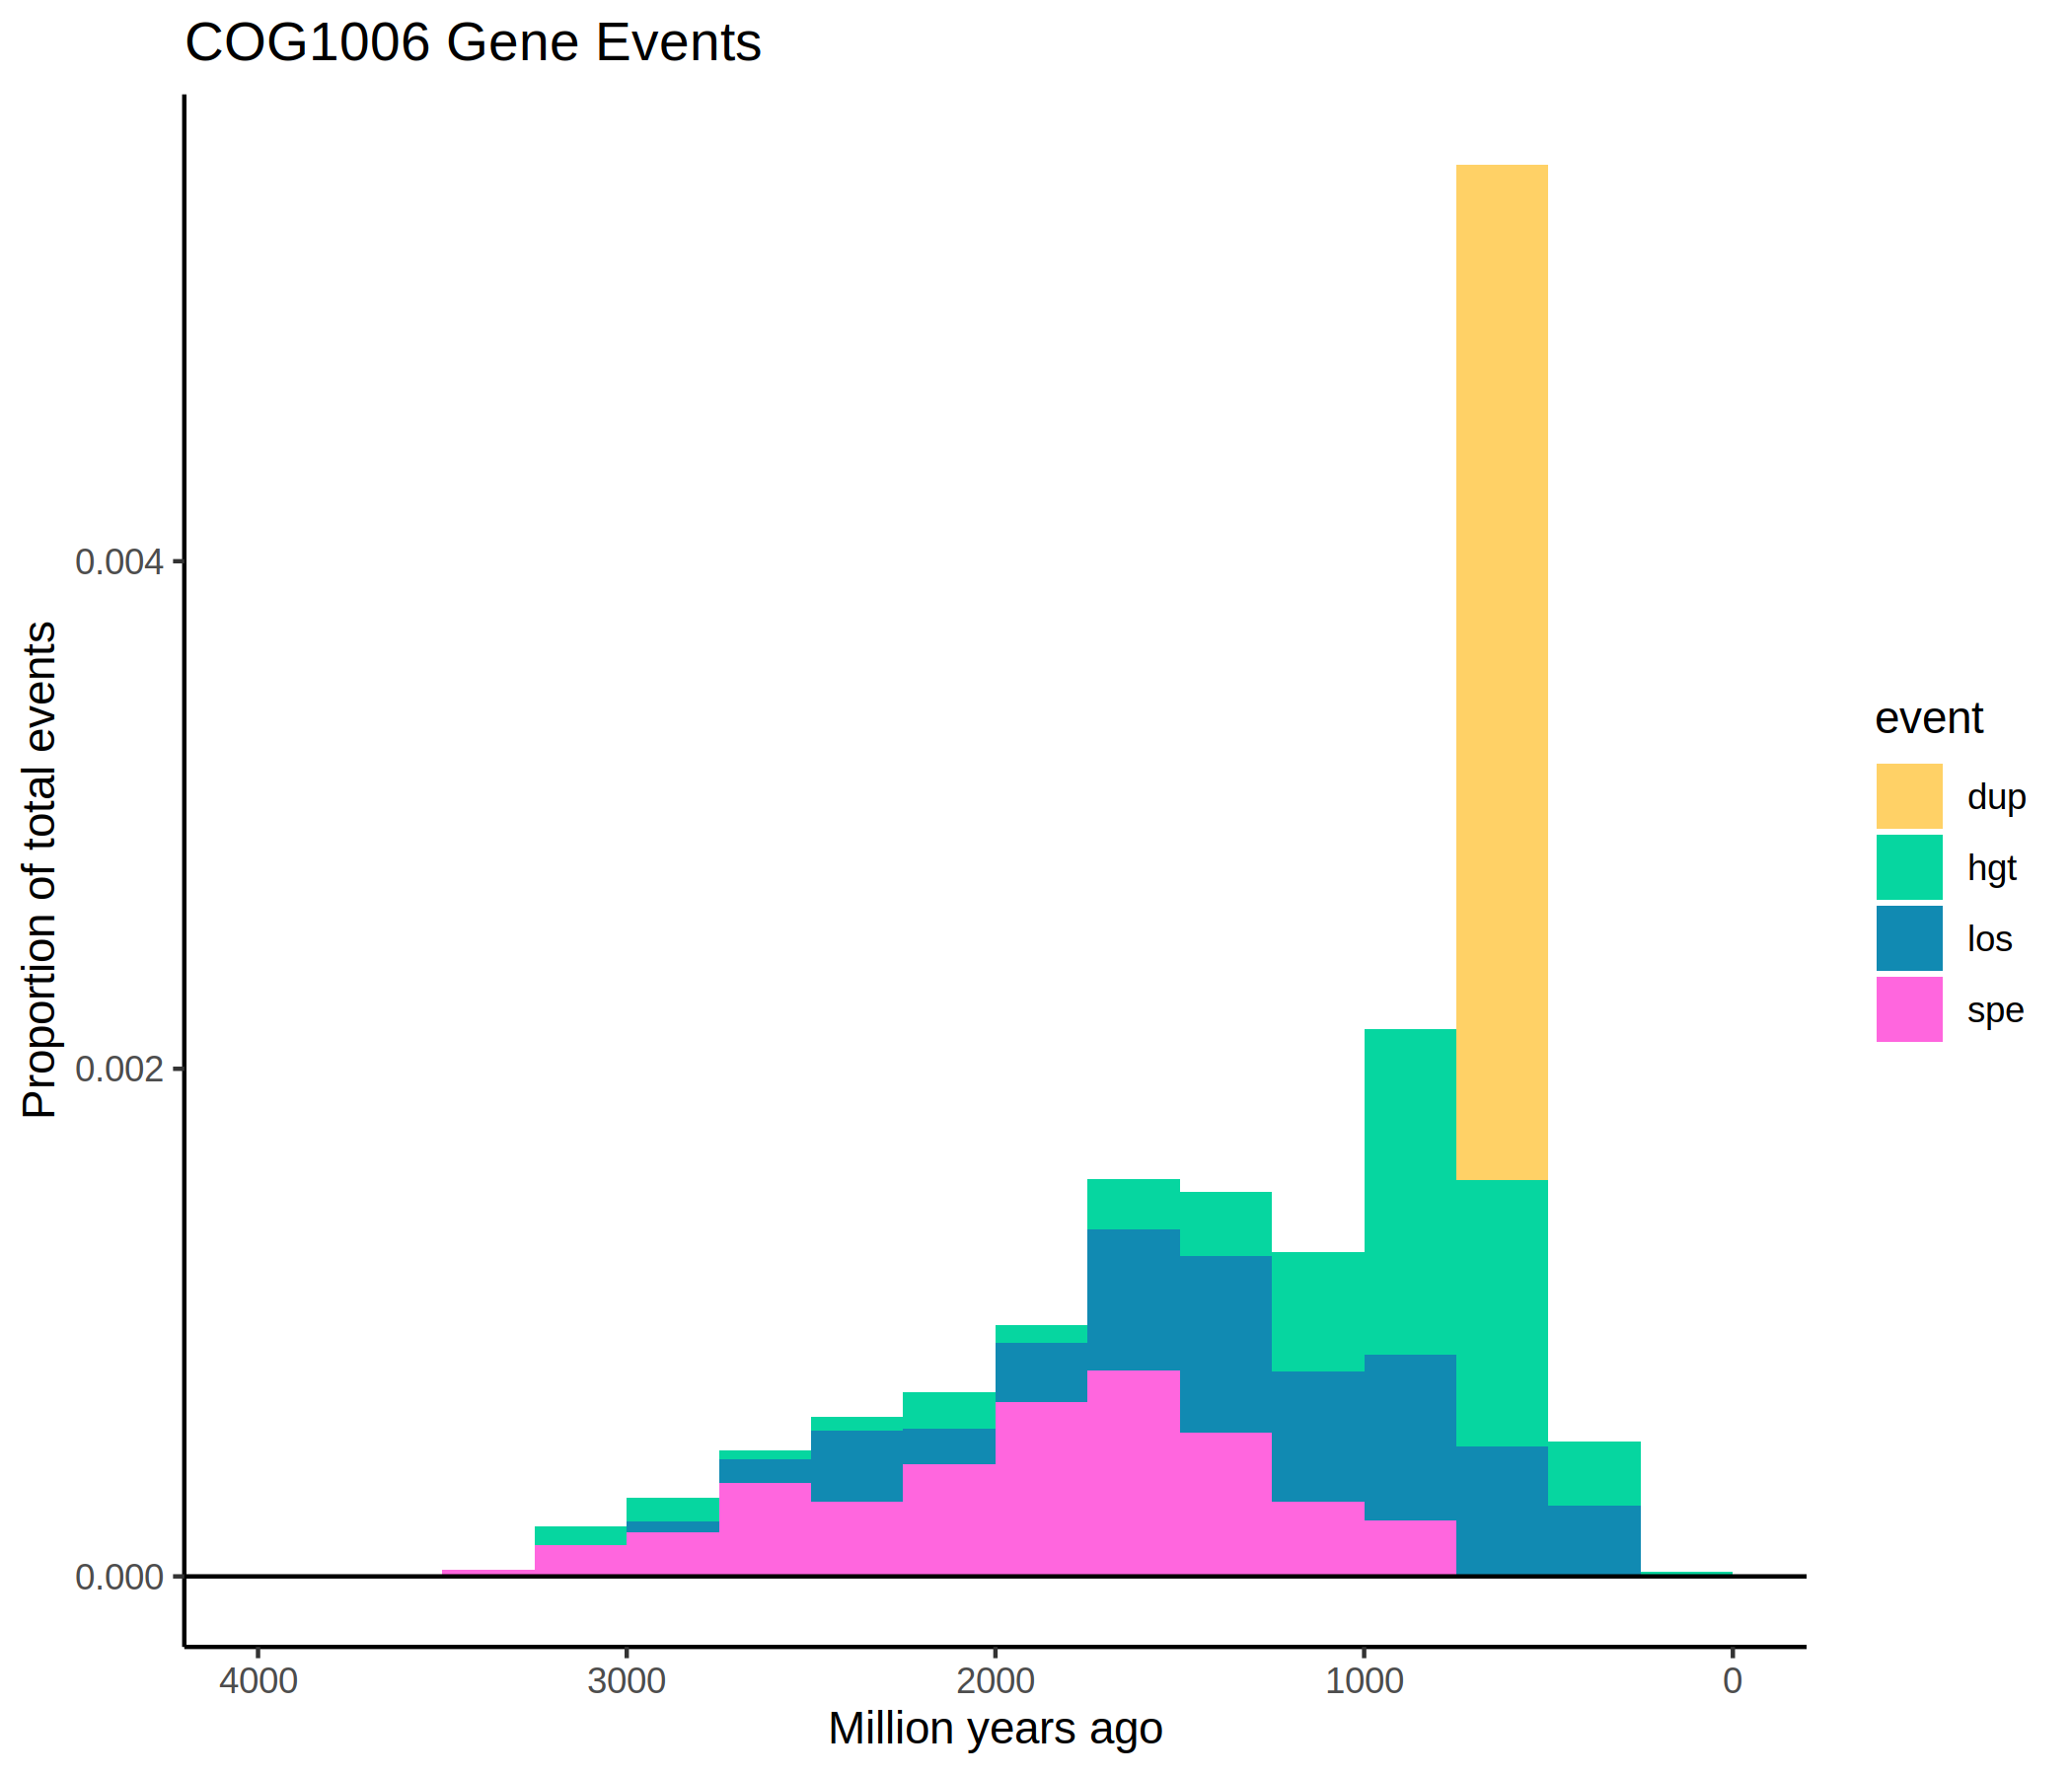 COG1006 Gene Events
Proportion of total events
0.004
0.002
0.000
4000 3000 2000 1000 0
Million years ago
event
dup
hgt
los
spe